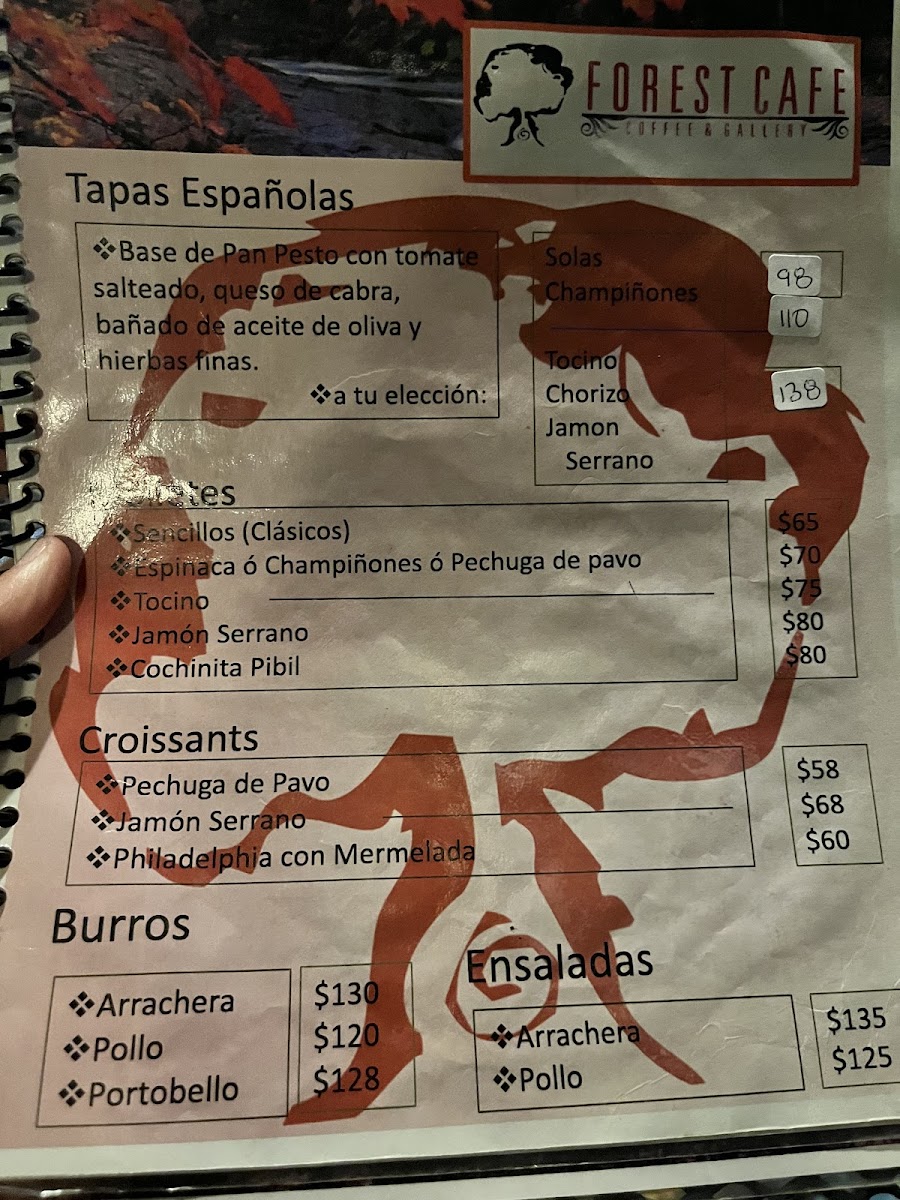 FOREST CAFE
COFFEE & GALLERY
Tapas Españolas
❖Base de Pan Pesto con tomate
salteado, queso de cabra,
bañado de aceite de oliva y
hierbas finas.
❖a tu elección:
Solas 98
Champiñones 110
Tocino
Chorizo 138
Jamon
Serrano
❖Sencillos (Clásicos) $65
❖Espinaca ó Champiñones ó Pechuga de pavo $70
❖Tocino $75
❖Jamón Serrano $80
❖Cochinita Pibil $80
Croissants
❖Pechuga de Pavo $58
❖Jamón Serrano $68
❖Philadelphia con Mermelada $60
Burros
❖Arrachera $130
❖Pollo $120
❖Portobello $128
Ensaladas
❖Arrachera $135
❖Pollo $125